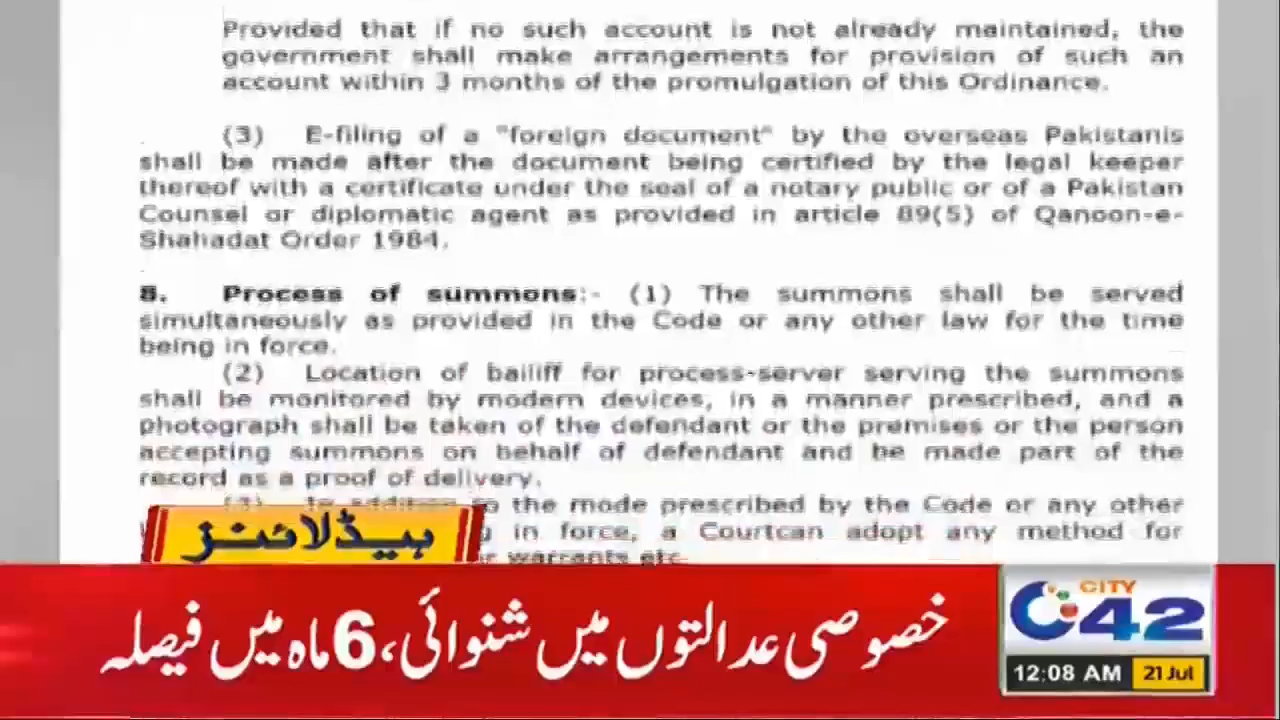 Provided that if no such account is not already maintained, the
government shall make arrangements for provision of such an
account within 3 months of the promulgation of this Ordinance.
(3) E-filing of a "foreign document" by the overseas Pakistanis
shall be made after the document being certified by the legal keeper
thereof with a certificate under the seal of a notary public or of a Pakistan
Counsel or diplomatic agent as provided in article 89(5) of Qanoon-e-
Shahadat Order 1984.
8. Process of summons:- (1) The summons shall be served
simultaneously as provided in the Code or any other law for the time
being in force.
(2) Location of bailiff for process-server serving the summons
shall be monitored by modern devices, in a manner prescribed, and a
photograph shall be taken of the defendant or the premises or the person
accepting summons on behalf of defendant and be made part of the
record as a proof of delivery.
the mode prescribed by the Code or any other
in force, a Courtcan adopt any method for
warrants etc
ہیڈلائنز
خصوصی عدالتوں میں شنوائی، 6 ماہ میں فیصلہ
CITY
42
12:08 AM 21 Jul